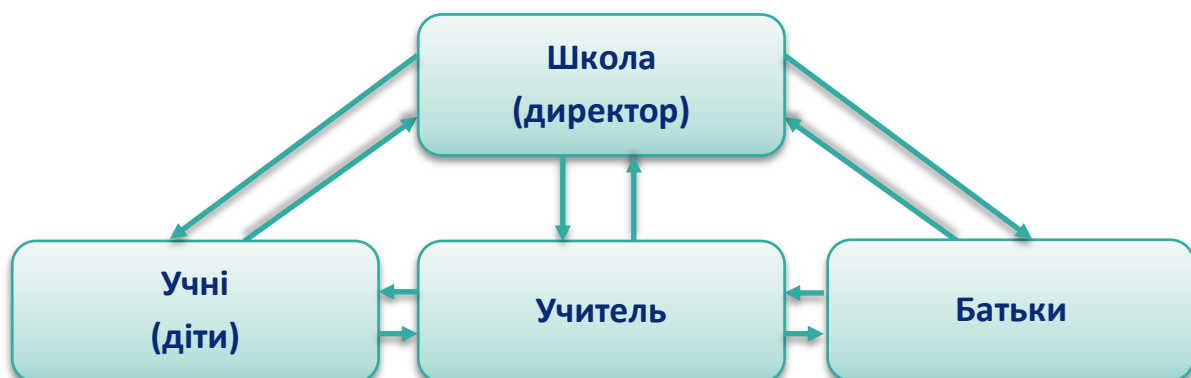 Школа
(директор)
Учні
(діти)
Учитель
Батьки